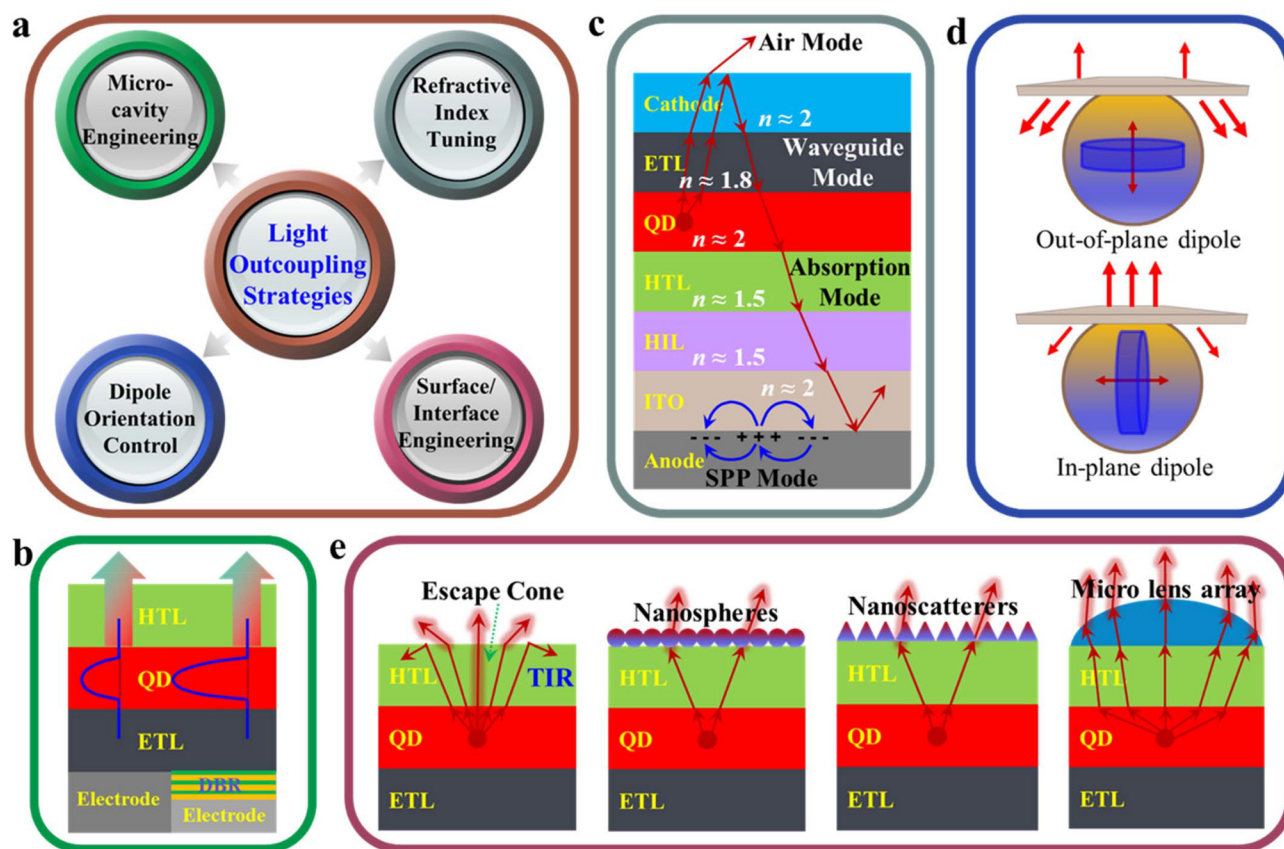 a
Micro-
cavity
Engineering
Refractive
Index
Tuning
Light
Outcoupling
Strategies
Dipole
Orientation
Control
Surface/
Interface
Engineering
b
HTL
QD
ETL
Electrode
DBR
Electrode
c
Air Mode
Cathode
n ≈ 2
ETL
Waveguide
Mode
n ≈ 1.8
QD
n ≈ 2
HTL
Absorption
Mode
n ≈ 1.5
HIL
n ≈ 1.5
ITO
n ≈ 2
- - - + + + - - -
Anode
SPP Mode
d
Out-of-plane dipole
In-plane dipole
e
Escape Cone
HTL
TIR
QD
ETL
Nanospheres
HTL
QD
ETL
Nanoscatterers
HTL
QD
ETL
Micro lens array
HTL
QD
ETL